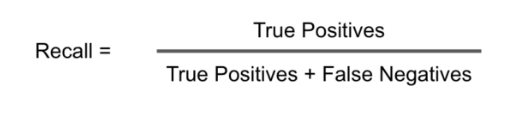 True Positives
Recall =
True Positives + False Negatives